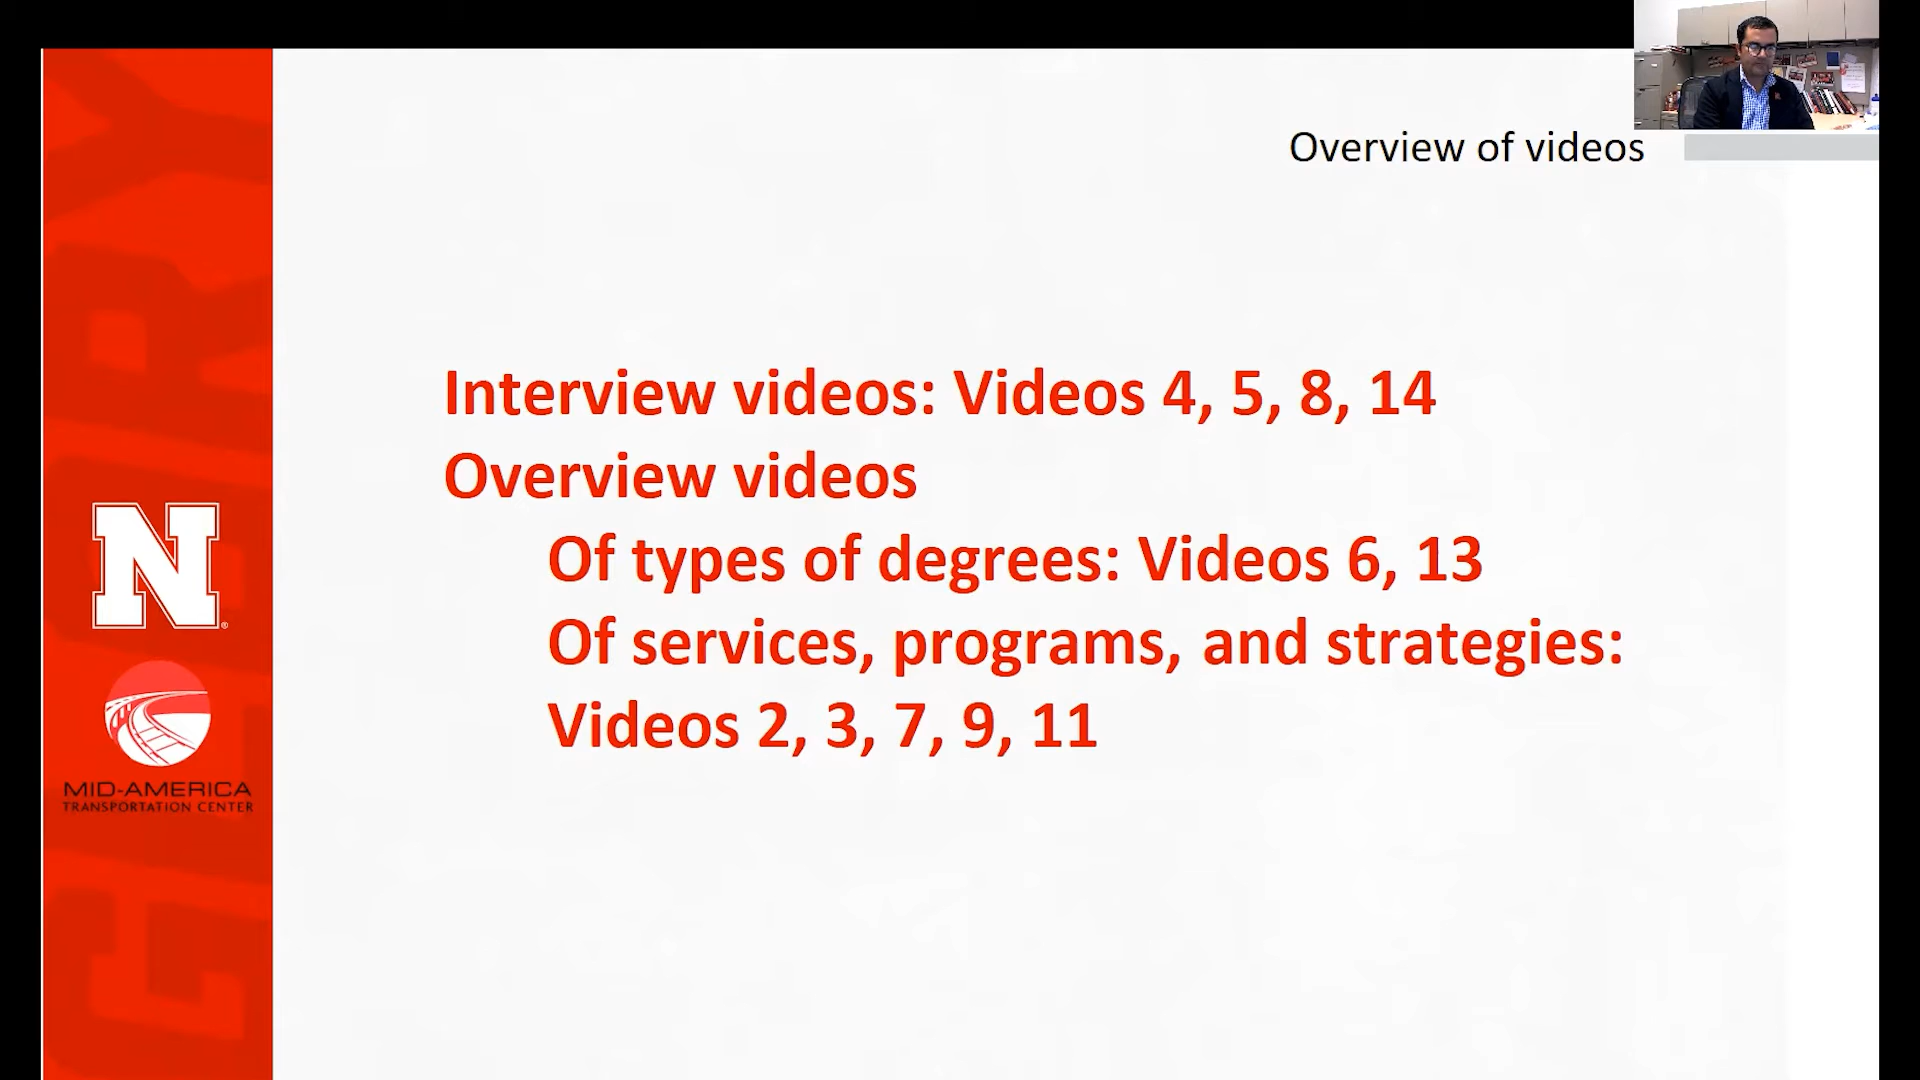 Overview of videos
Interview videos: Videos 4, 5, 8, 14
Overview videos
Of types of degrees: Videos 6, 13
Of services, programs, and strategies:
Videos 2, 3, 7, 9, 11
N
MID-AMERICA
TRANSPORTATION CENTER